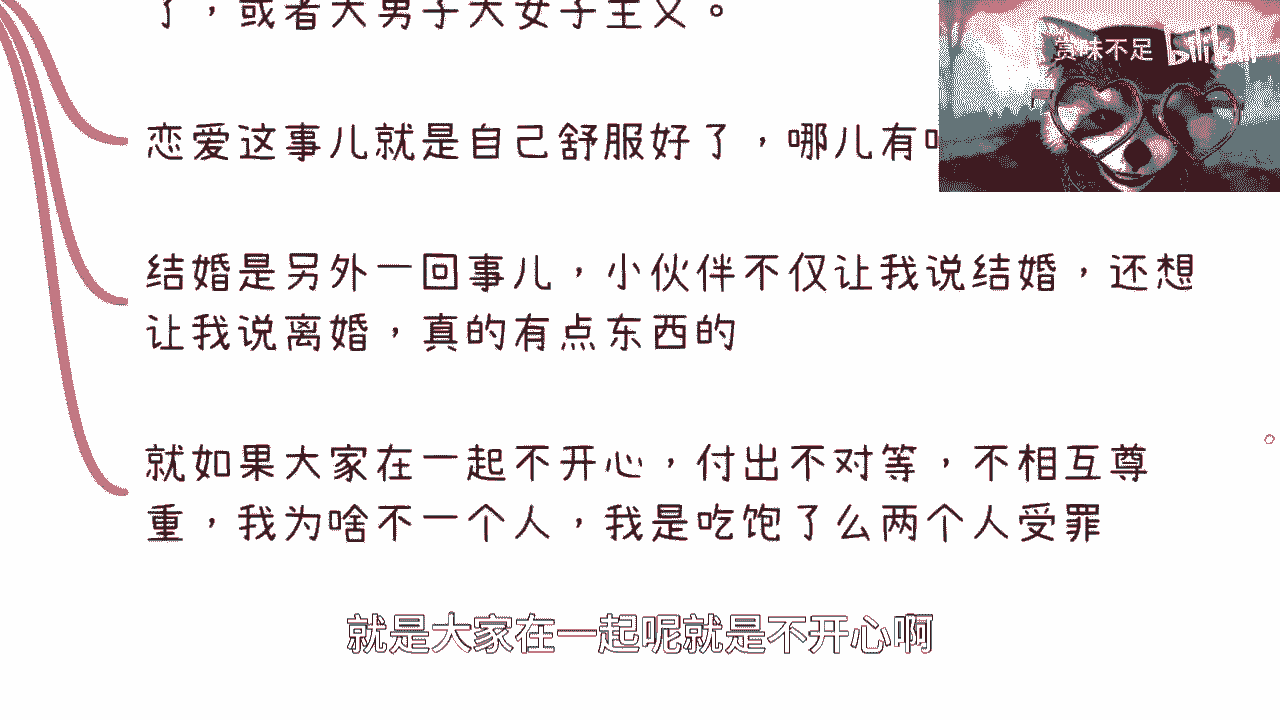 了，或者大男子大女子主义。
赏味不足 bilibili
恋爱这事儿就是自己舒服好了，哪儿有
结婚是另外一回事儿，小伙伴不仅让我说结婚，还想
让我说离婚，真的有点东西的
就如果大家在一起不开心，付出不对等，不相互尊
重，我为啥不一个人，我是吃饱了么两个人受罪
就是大家在一起呢就是不开心啊